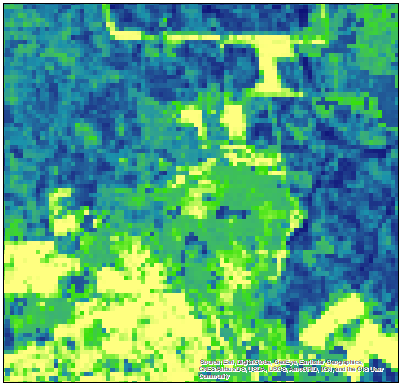 Source: Esri, DigitalGlobe, GeoEye, Earthstar Geographics,
CNES/Airbus DS, USDA, USGS, AeroGRID, IGN, and the GIS User
Community